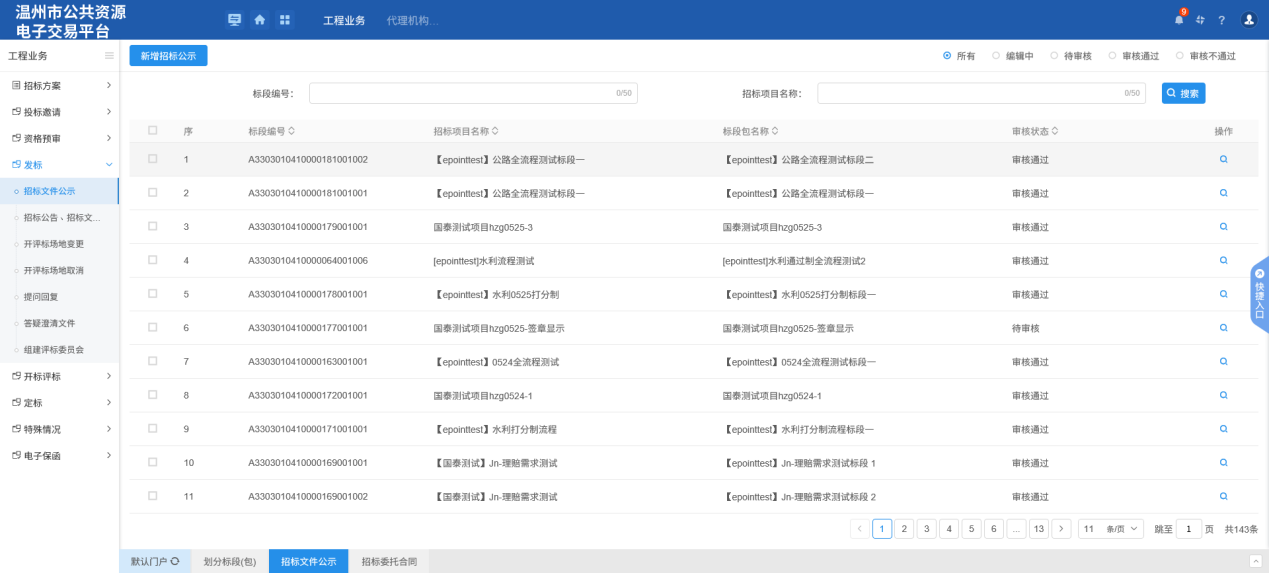 温州市公共资源
电子交易平台
工程业务 代理机构...
9
工程业务
新增招标公示
所有 编辑中 待审核 审核通过 审核不通过
招标方案
投标邀请
资格预审
发标
招标文件公示
招标公告、招标文...
开评标场地变更
开评标场地取消
提问回复
答疑澄清文件
组建评标委员会
开标评标
定标
特殊情况
电子保函
标段编号： 0/50 招标项目名称： 0/50 搜索
序 标段编号 招标项目名称 标段包名称 审核状态 操作
1 A3303010410000181001002 【epointtest】公路全流程测试标段一 【epointtest】公路全流程测试标段二 审核通过
2 A3303010410000181001001 【epointtest】公路全流程测试标段一 【epointtest】公路全流程测试标段一 审核通过
3 A3303010410000179001001 国泰测试项目hzg0525-3 国泰测试项目hzg0525-3 审核通过
4 A3303010410000064001006 [epointtest]水利流程测试 [epointtest]水利通过制全流程测试2 审核通过
5 A3303010410000178001001 【epointtest】水利0525打分制 【epointtest】水利0525打分制标段一 审核通过
6 A3303010410000177001001 国泰测试项目hzg0525-签章显示 国泰测试项目hzg0525-签章显示 待审核
7 A3303010410000163001001 【epointtest】0524全流程测试 【epointtest】0524全流程测试标段一 审核通过
8 A3303010410000172001001 国泰测试项目hzg0524-1 国泰测试项目hzg0524-1 审核通过
9 A3303010410000171001001 【epointtest】水利打分制流程 【epointtest】水利打分制流程标段一 审核通过
10 A3303010410000169001001 【国泰测试】Jn-理赔需求测试 【epointtest】Jn-理赔需求测试标段 1 审核通过
11 A3303010410000169001002 【国泰测试】Jn-理赔需求测试 【epointtest】Jn-理赔需求测试标段 2 审核通过
快捷入口
1 2 3 4 5 6 ... 13 11 条/页 跳至 1 页 共143条
默认门户 划分标段(包) 招标文件公示 招标委托合同